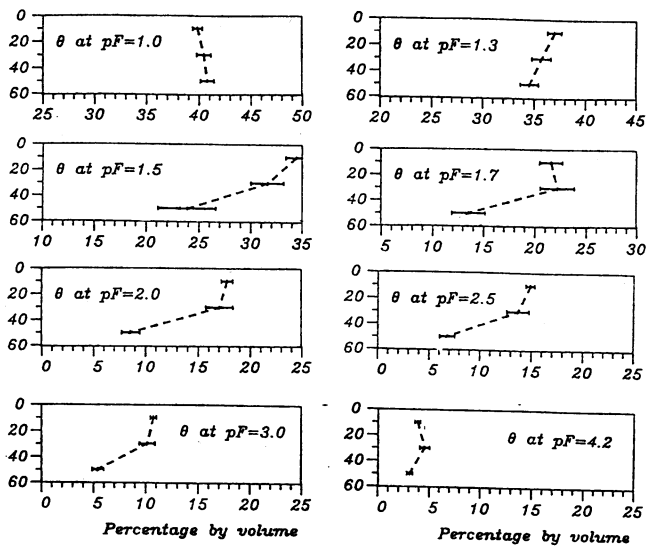 0
20
40
60
θ at pF=1.0
25 30 35 40 45 50
0
20
40
60
θ at pF=1.3
20 25 30 35 40 45
0
20
40
60
θ at pF=1.5
10 15 20 25 30 35
0
20
40
60
θ at pF=1.7
5 10 15 20 25 30
0
20
40
60
θ at pF=2.0
0 5 10 15 20 25
0
20
40
60
θ at pF=2.5
0 5 10 15 20 25
0
20
40
60
θ at pF=3.0
0 5 10 15 20 25
Percentage by volume
0
20
40
60
θ at pF=4.2
0 5 10 15 20 25
Percentage by volume